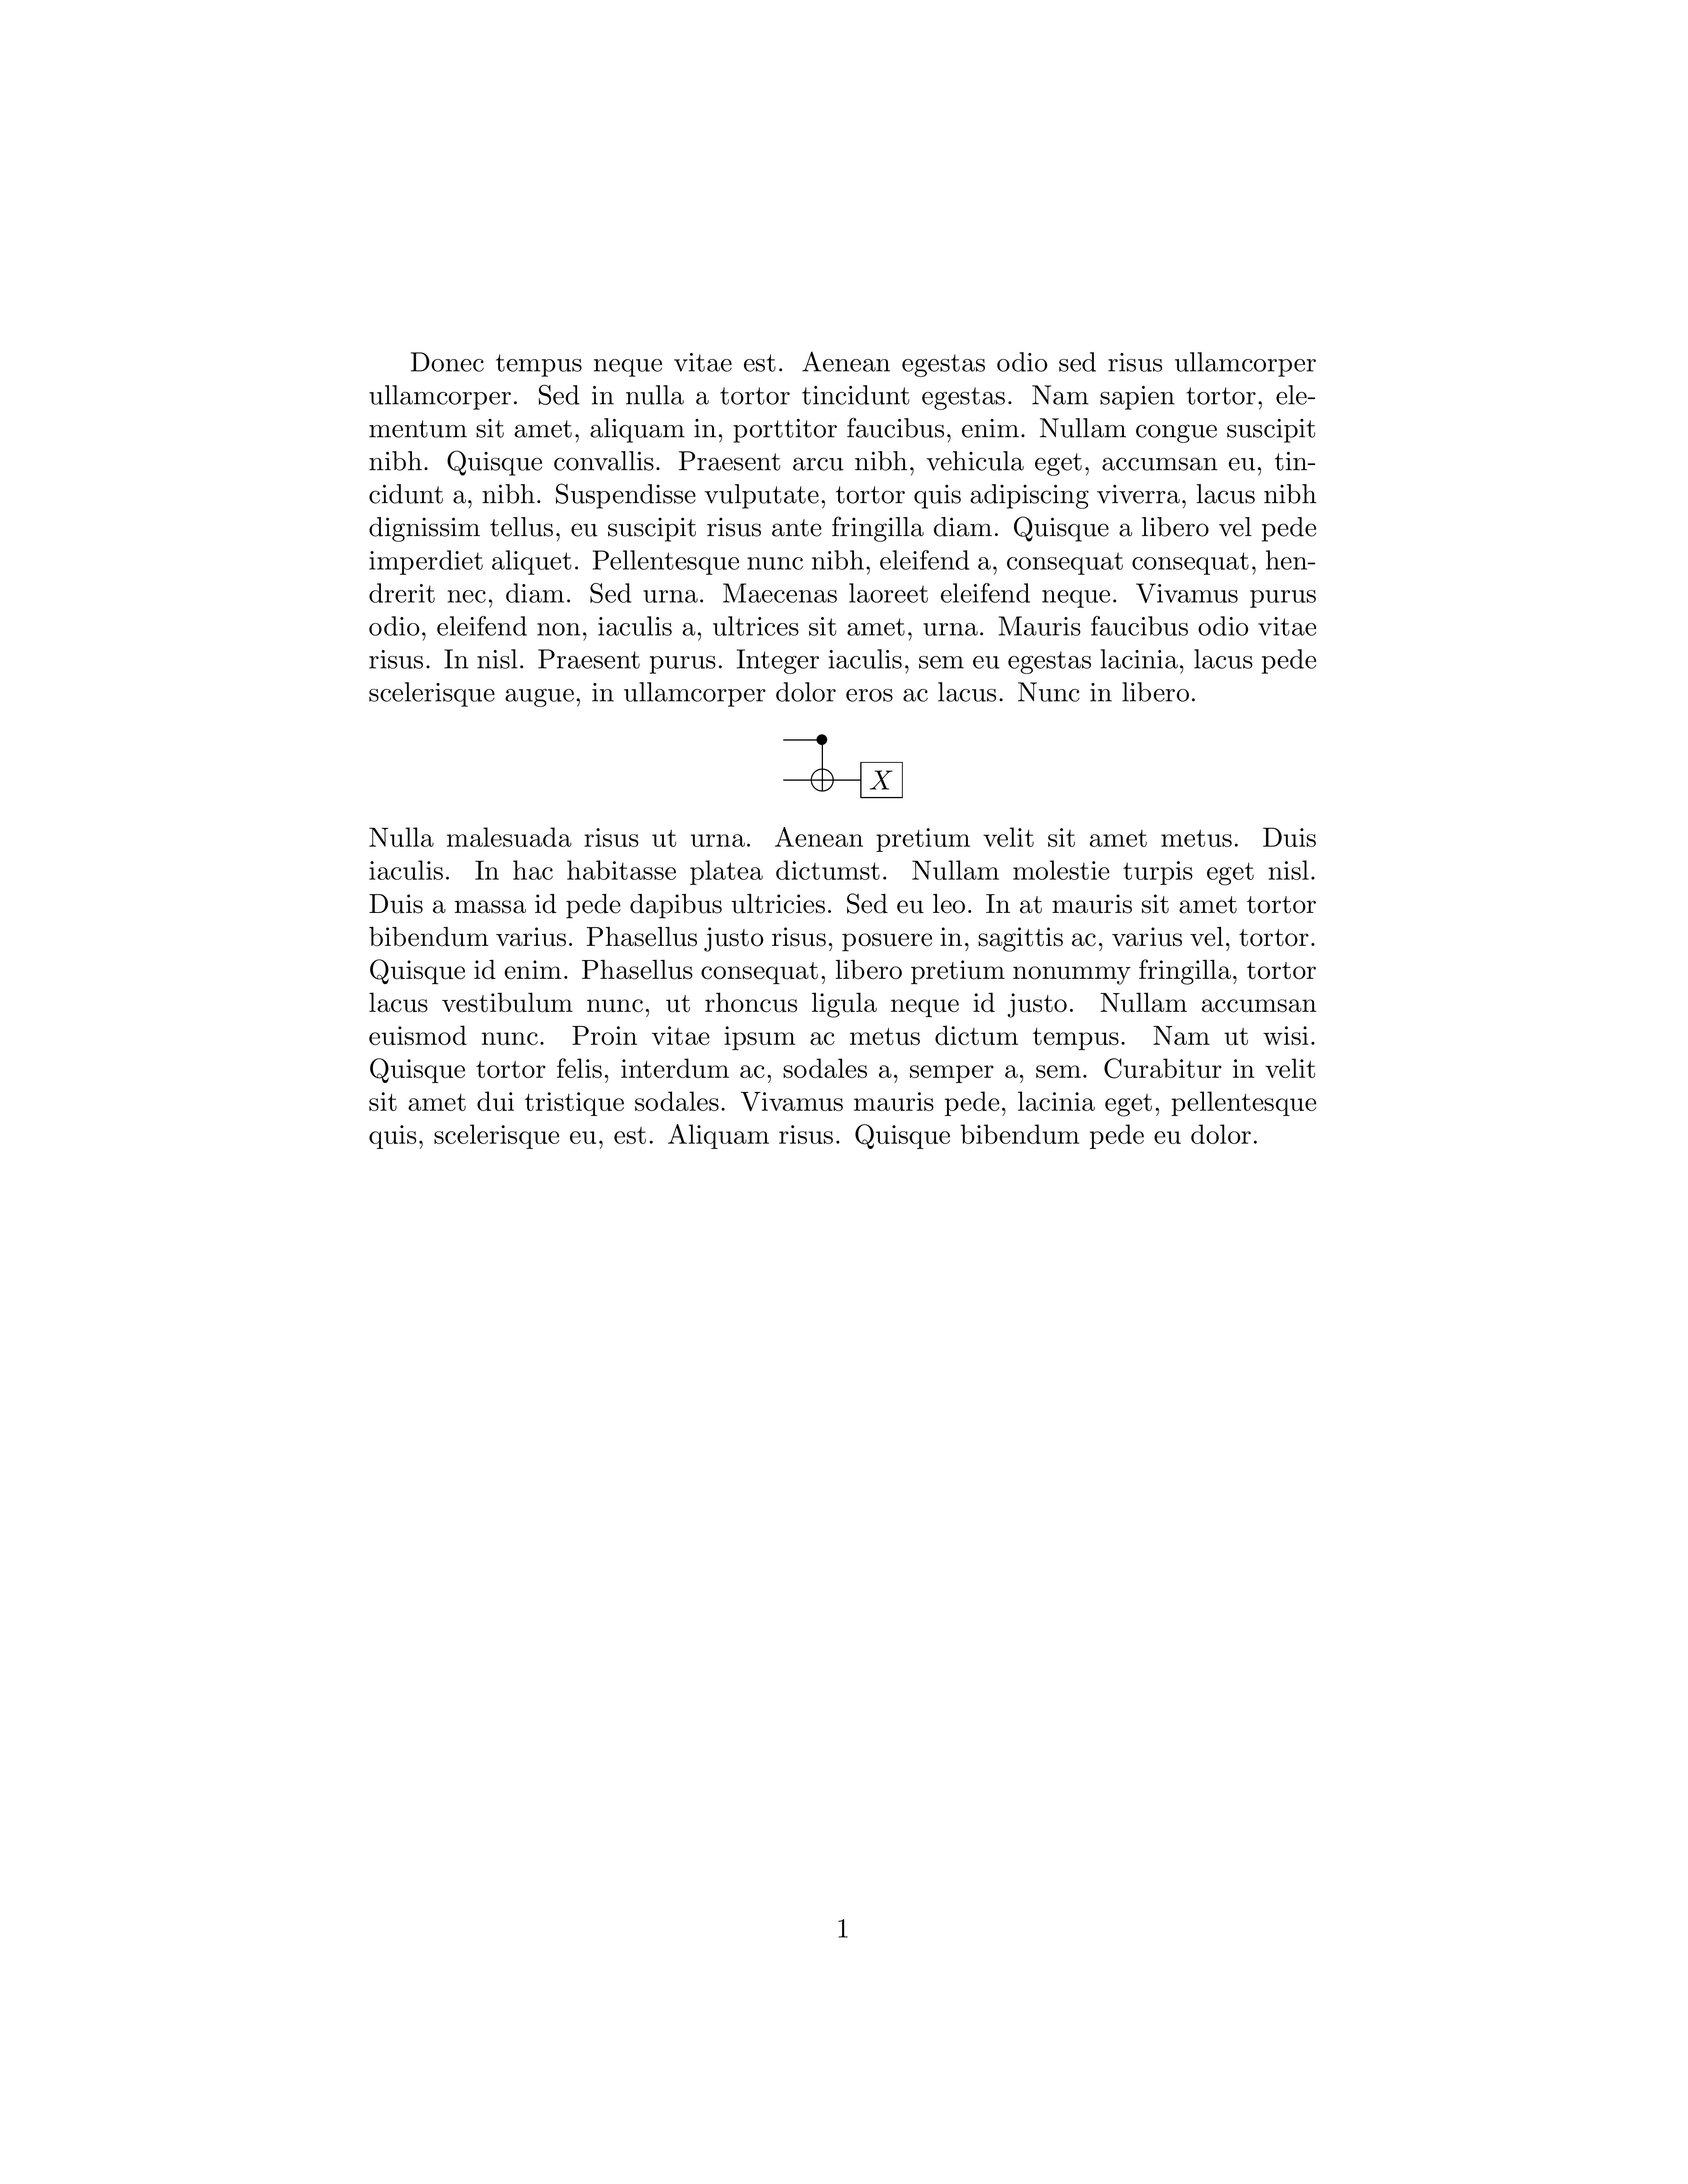 Donec tempus neque vitae est. Aenean egestas odio sed risus ullamcorper
ullamcorper. Sed in nulla a tortor tincidunt egestas. Nam sapien tortor, ele-
mentum sit amet, aliquam in, porttitor faucibus, enim. Nullam congue suscipit
nibh. Quisque convallis. Praesent arcu nibh, vehicula eget, accumsan eu, tin-
cidunt a, nibh. Suspendisse vulputate, tortor quis adipiscing viverra, lacus nibh
dignissim tellus, eu suscipit risus ante fringilla diam. Quisque a libero vel pede
imperdiet aliquet. Pellentesque nunc nibh, eleifend a, consequat consequat, hen-
drerit nec, diam. Sed urna. Maecenas laoreet eleifend neque. Vivamus purus
odio, eleifend non, iaculis a, ultrices sit amet, urna. Mauris faucibus odio vitae
risus. In nisl. Praesent purus. Integer iaculis, sem eu egestas lacinia, lacus pede
scelerisque augue, in ullamcorper dolor eros ac lacus. Nunc in libero.
X
Nulla malesuada risus ut urna. Aenean pretium velit sit amet metus. Duis
iaculis. In hac habitasse platea dictumst. Nullam molestie turpis eget nisl.
Duis a massa id pede dapibus ultricies. Sed eu leo. In at mauris sit amet tortor
bibendum varius. Phasellus justo risus, posuere in, sagittis ac, varius vel, tortor.
Quisque id enim. Phasellus consequat, libero pretium nonummy fringilla, tortor
lacus vestibulum nunc, ut rhoncus ligula neque id justo. Nullam accumsan
euismod nunc. Proin vitae ipsum ac metus dictum tempus. Nam ut wisi.
Quisque tortor felis, interdum ac, sodales a, semper a, sem. Curabitur in velit
sit amet dui tristique sodales. Vivamus mauris pede, lacinia eget, pellentesque
quis, scelerisque eu, est. Aliquam risus. Quisque bibendum pede eu dolor.
1